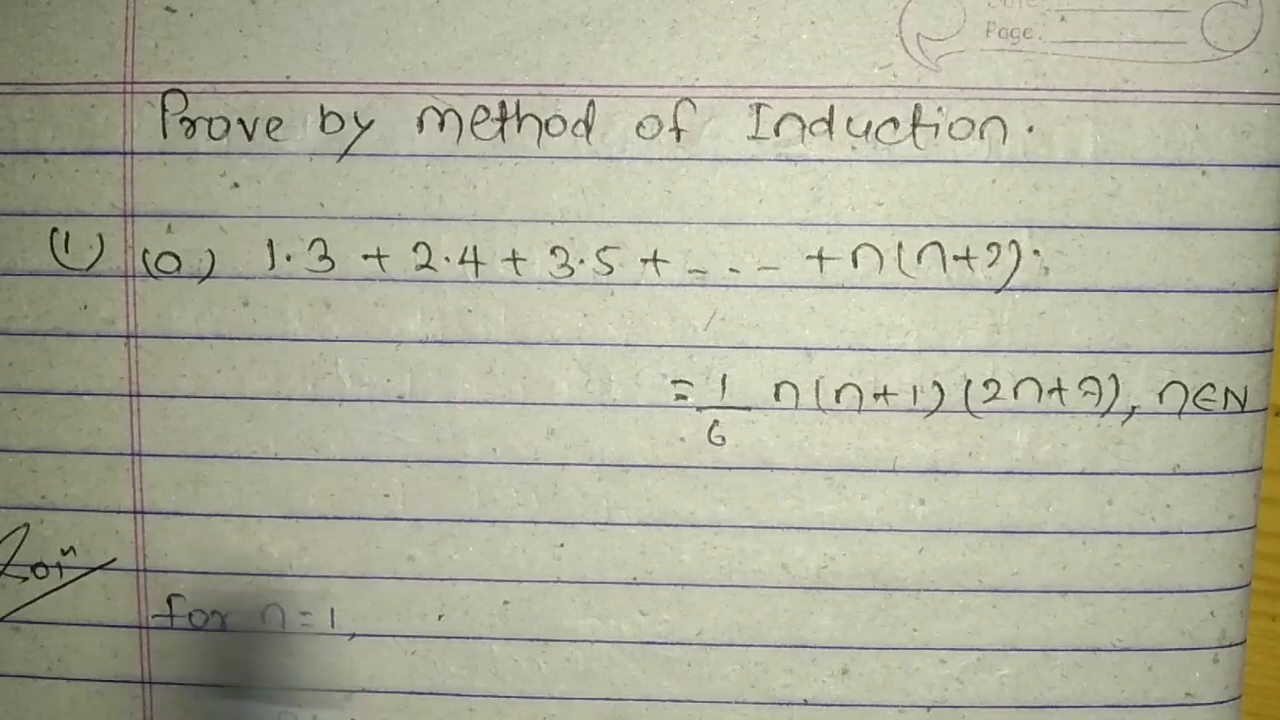 Page:
Prove by method of Induction.
(1) (a) 1.3 + 2.4 + 3.5 + - - - + n(n+2).
= 1/6 n(n+1) (2n+7), n∈N
Solⁿ
for n = 1,